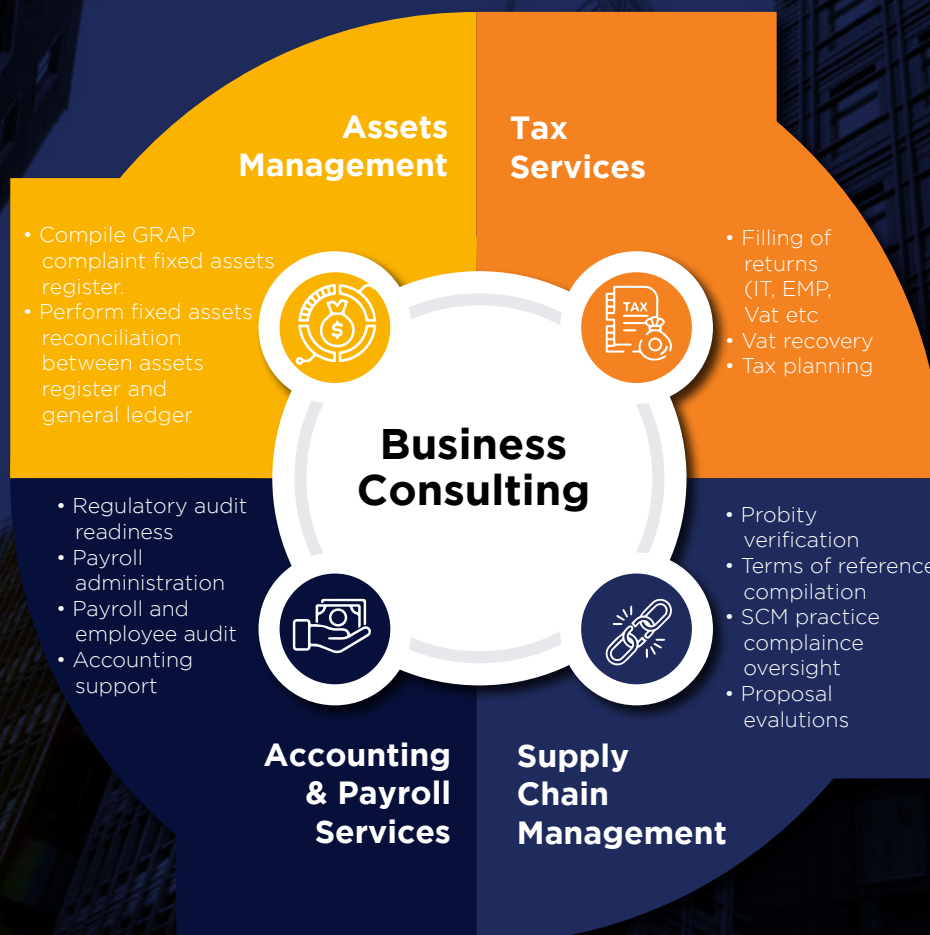 Assets
Management
• Compile GRAP
complaint fixed assets
register.
• Perform fixed assets
reconciliation
between assets
register and
general ledger
Tax
Services
• Filling of
returns
(IT, EMP,
Vat etc
• Vat recovery
• Tax planning
TAX
$
Business
Consulting
• Regulatory audit
readiness
• Payroll
administration
• Payroll and
employee audit
• Accounting
support
Accounting
& Payroll
Services
• Probity
verification
• Terms of reference
compilation
• SCM practice
complaince
oversight
• Proposal
evalutions
Supply
Chain
Management